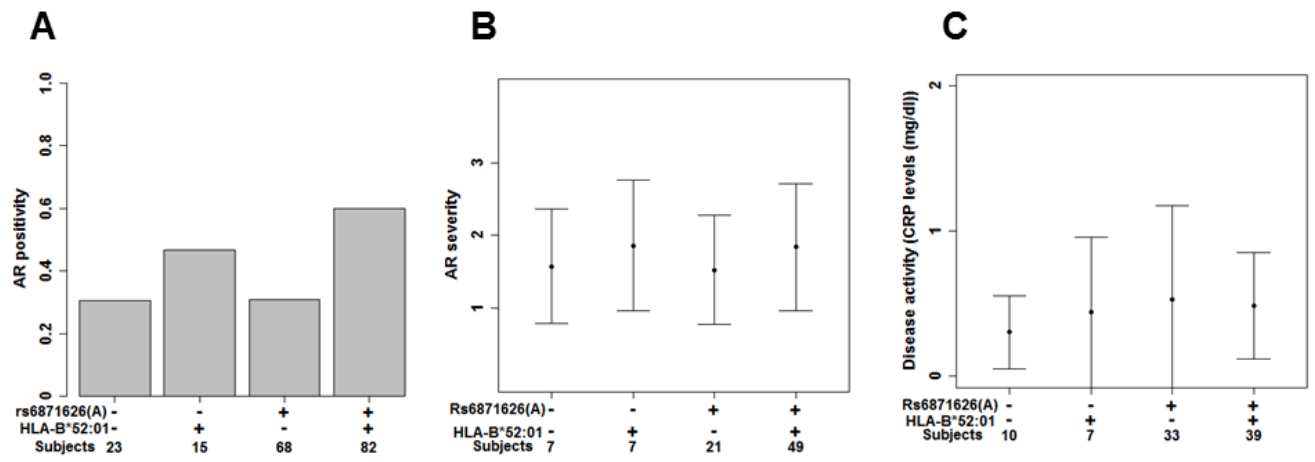 A
B
C
AR positivity
0 0.2 0.4 0.6 0.8 1.0
rs6871626(A) - - + +
HLA-B*52:01 - + - +
Subjects 23 15 68 82
AR severity
1 2 3
Rs6871626(A) - - + +
HLA-B*52:01 - + - +
Subjects 7 7 21 49
Disease activity (CRP levels (mg/dl))
0 1 2
Rs6871626(A) - - + +
HLA-B*52:01 - + - +
Subjects 10 7 33 39